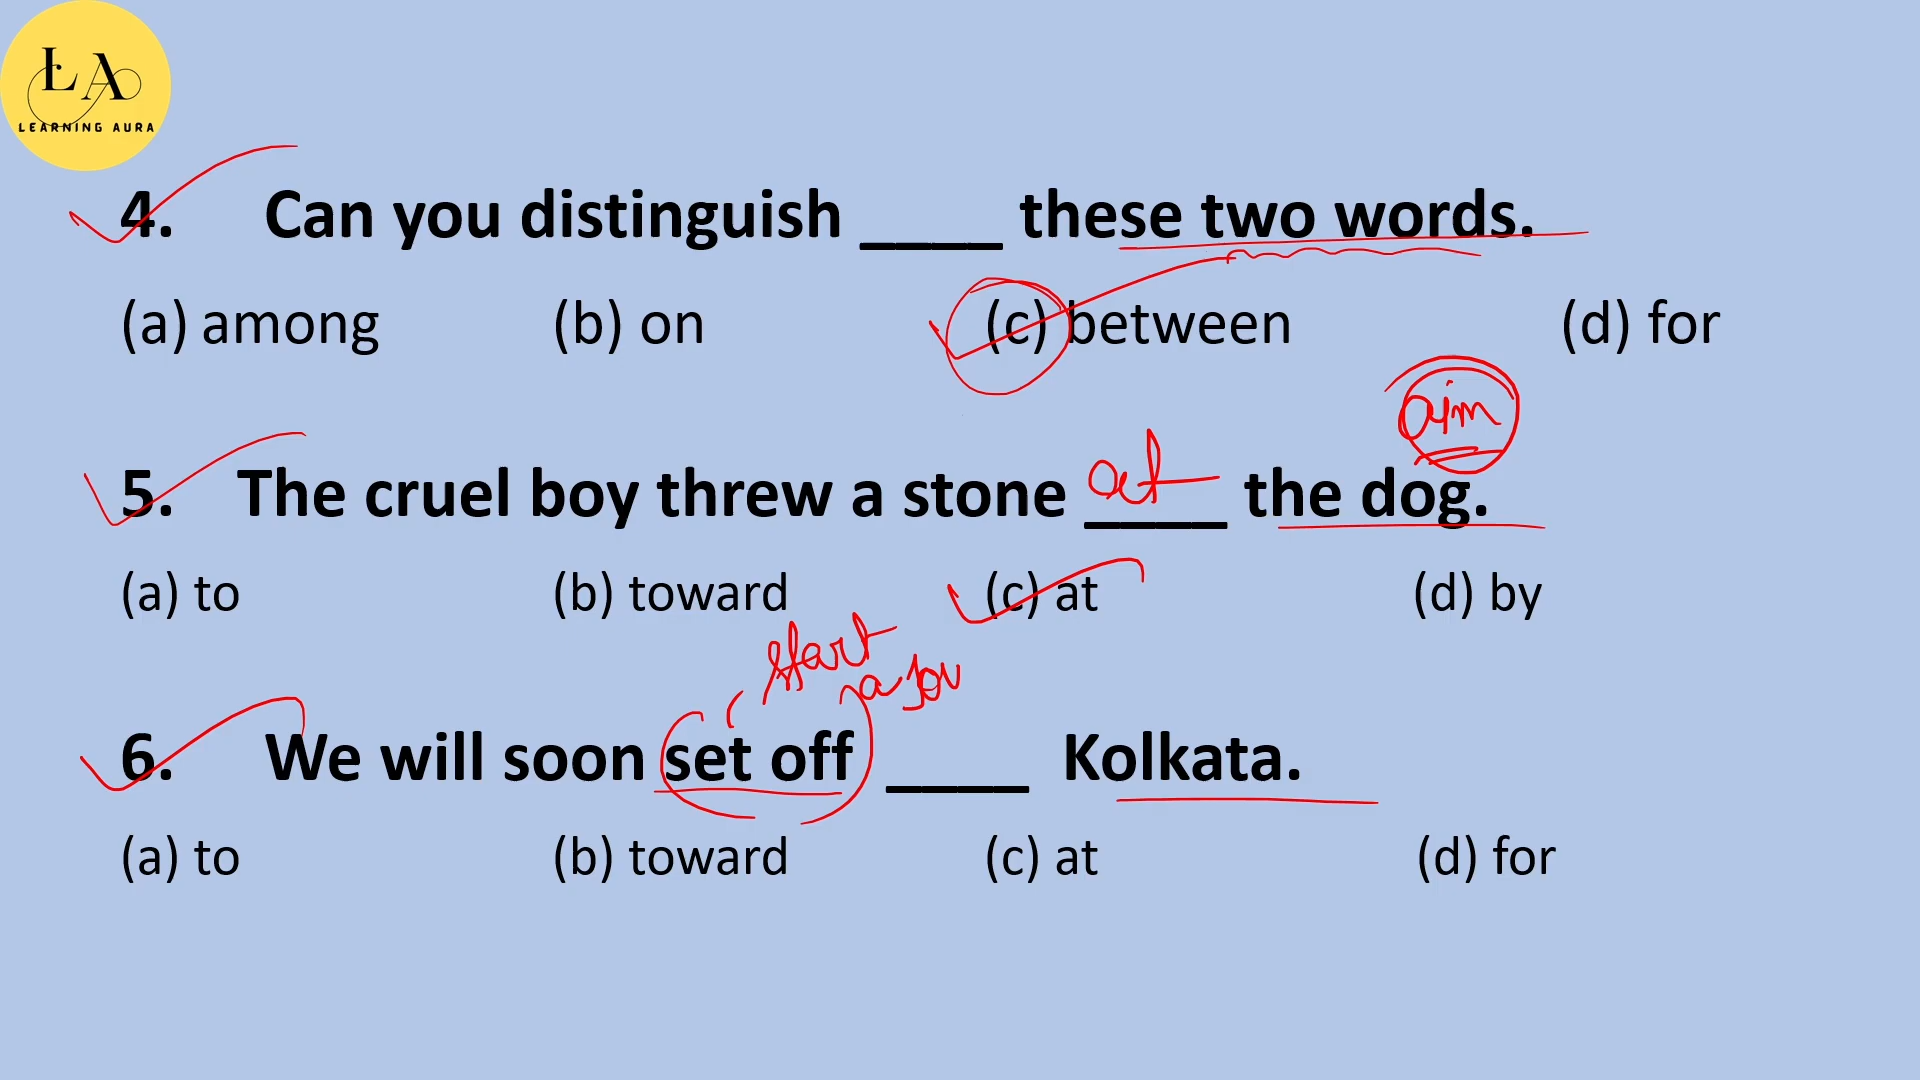 LA
LEARNING AURA
4. Can you distinguish ____ these two words.
(a) among (b) on (c) between (d) for
aim
5. The cruel boy threw a stone at ____ the dog.
(a) to (b) toward (c) at (d) by
start
a jou
6. We will soon set off ____ Kolkata.
(a) to (b) toward (c) at (d) for